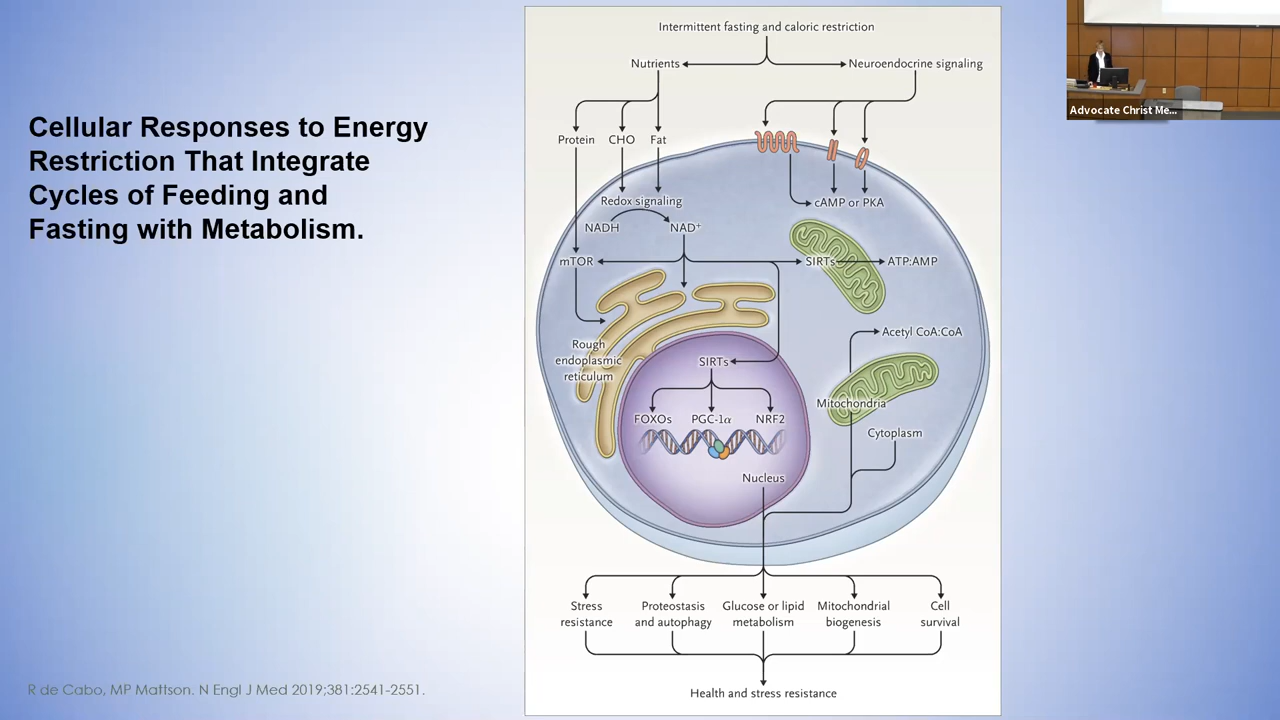 Cellular Responses to Energy
Restriction That Integrate
Cycles of Feeding and
Fasting with Metabolism.
R de Cabo, MP Mattson. N Engl J Med 2019;381:2541-2551.
Intermittent fasting and caloric restriction
Nutrients
Neuroendocrine signaling
Protein
CHO
Fat
Redox signaling
cAMP or PKA
NADH
NAD⁺
mTOR
SIRTs
ATP:AMP
Rough
endoplasmic
reticulum
Acetyl CoA:CoA
SIRTs
Mitochondria
FOXOs
PGC-1α
NRF2
Cytoplasm
Nucleus
Stress
resistance
Proteostasis
and autophagy
Glucose or lipid
metabolism
Mitochondrial
biogenesis
Cell
survival
Health and stress resistance
Advocate Christ Me...